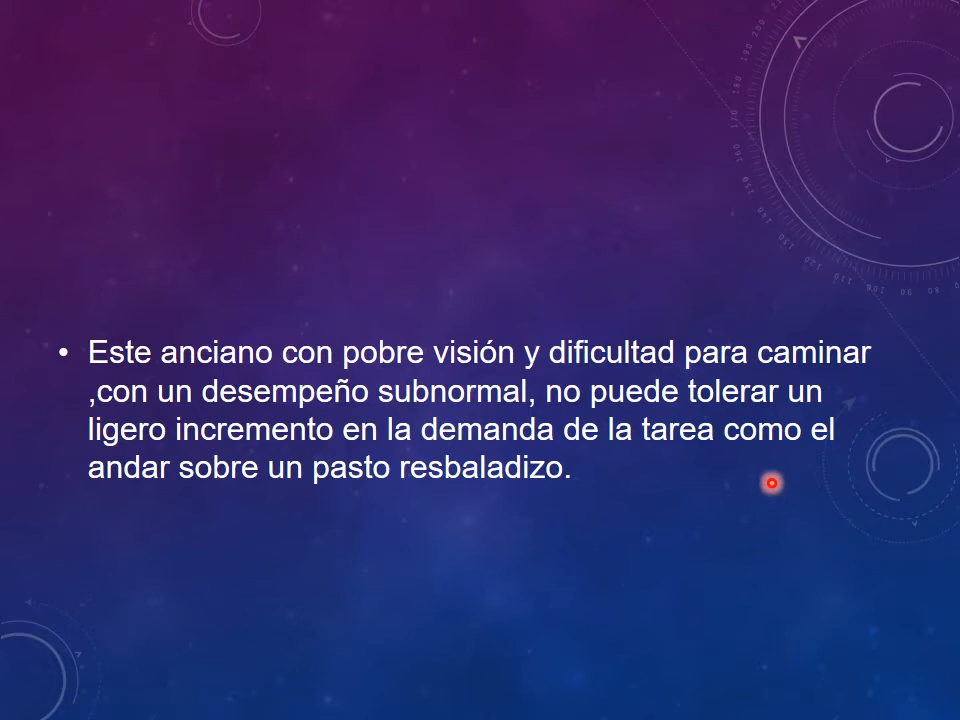 • Este anciano con pobre visión y dificultad para caminar
,con un desempeño subnormal, no puede tolerar un
ligero incremento en la demanda de la tarea como el
andar sobre un pasto resbaladizo.